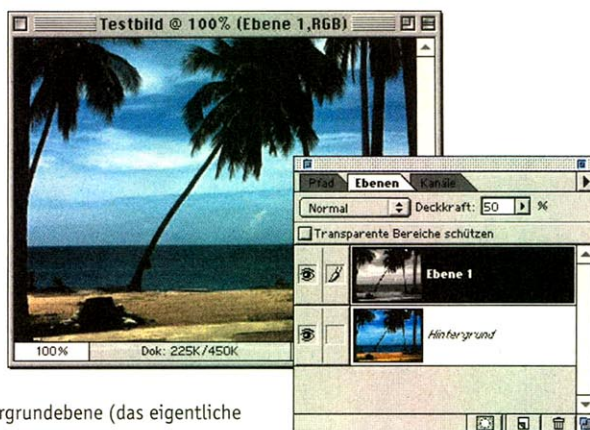 Testbild @ 100% (Ebene 1,RGB)
Pfad Ebenen Kanäle
Normal Deckkraft: 50 %
Transparente Bereiche schützen
Ebene 1
Hintergrund
100% Dok: 225K/450K
ergrundebene (das eigentliche